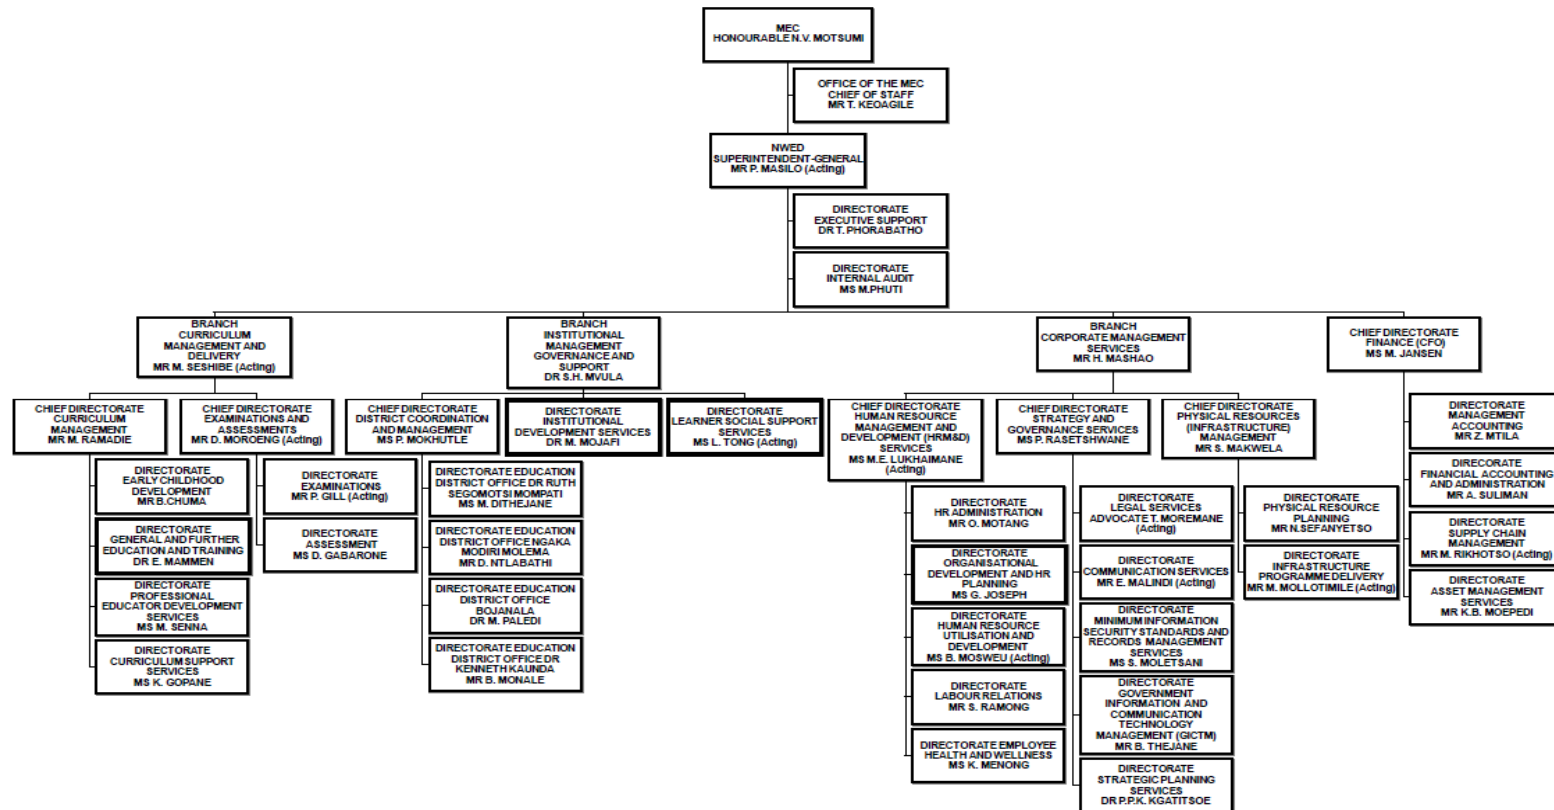 MEC
HONOURABLE N.V. MOTSUMI
OFFICE OF THE MEC
CHIEF OF STAFF
MR T. KEOAGILE
NWED
SUPERINTENDENT-GENERAL
MR P. MASILO (Acting)
DIRECTORATE
EXECUTIVE SUPPORT
DR T. PHORABATHO
DIRECTORATE
INTERNAL AUDIT
MS M.PHUTI
BRANCH
CURRICULUM
MANAGEMENT AND
DELIVERY
MR M. SESHIBE (Acting)
BRANCH
INSTITUTIONAL
MANAGEMENT
GOVERNANCE AND
SUPPORT
DR S.H. MVULA
BRANCH
CORPORATE MANAGEMENT
SERVICES
MR H. MASHAO
CHIEF DIRECTORATE
FINANCE (CFO)
MS M. JANSEN
CHIEF DIRECTORATE
CURRICULUM
MANAGEMENT
MR M. RAMADIE
CHIEF DIRECTORATE
EXAMINATIONS AND
ASSESSMENTS
MR D. MOROENG (Acting)
CHIEF DIRECTORATE
DISTRICT COORDINATION
AND MANAGEMENT
MS P. MOKHUTLE
DIRECTORATE
INSTITUTIONAL
DEVELOPMENT SERVICES
DR M. MOJAFI
DIRECTORATE
LEARNER SOCIAL SUPPORT
SERVICES
MS L. TONG (Acting)
CHIEF DIRECTORATE
HUMAN RESOURCE
MANAGEMENT AND
DEVELOPMENT (HRM&D)
SERVICES
MS M.E. LUKHAIMANE
(Acting)
CHIEF DIRECTORATE
STRATEGY AND
GOVERNANCE SERVICES
MS P. RASETSHWANE
CHIEF DIRECTORATE
PHYSICAL RESOURCES
(INFRASTRUCTURE)
MANAGEMENT
MR S. MAKWELA
DIRECTORATE
MANAGEMENT
ACCOUNTING
MR Z. MTILA
DIRECORATE
FINANCIAL ACCOUNTING
AND ADMINISTRATION
MR A. SULIMAN
DIRECTORATE
SUPPLY CHAIN
MANAGEMENT
MR M. RIKHOTSO (Acting)
DIRECTORATE
ASSET MANAGEMENT
SERVICES
MR K.B. MOEPEDI
DIRECTORATE
EARLY CHILDHOOD
DEVELOPMENT
MR B.CHUMA
DIRECTORATE
GENERAL AND FURTHER
EDUCATION AND TRAINING
DR E. MAMMEN
DIRECTORATE
PROFESSIONAL
EDUCATOR DEVELOPMENT
SERVICES
MS M. SENNA
DIRECTORATE
CURRICULUM SUPPORT
SERVICES
MS K. GOPANE
DIRECTORATE
EXAMINATIONS
MR P. GILL (Acting)
DIRECTORATE
ASSESSMENT
MS D. GABARONE
DIRECTORATE EDUCATION
DISTRICT OFFICE DR RUTH
SEGOMOTSI MOMPATI
MS M. DITHEJANE
DIRECTORATE EDUCATION
DISTRICT OFFICE NGAKA
MODIRI MOLEMA
MR D. NTLABATHI
DIRECTORATE EDUCATION
DISTRICT OFFICE
BOJANALA
DR M. PALEDI
DIRECTORATE EDUCATION
DISTRICT OFFICE DR
KENNETH KAUNDA
MR B. MONALE
DIRECTORATE
HR ADMINISTRATION
MR O. MOTANG
DIRECTORATE
ORGANISATIONAL
DEVELOPMENT AND HR
PLANNING
MS G. JOSEPH
DIRECTORATE
HUMAN RESOURCE
UTILISATION AND
DEVELOPMENT
MS B. MOSWEU (Acting)
DIRECTORATE
LABOUR RELATIONS
MR S. RAMONG
DIRECTORATE EMPLOYEE
HEALTH AND WELLNESS
MS K. MENONG
DIRECTORATE
LEGAL SERVICES
ADVOCATE T. MOREMANE
(Acting)
DIRECTORATE
COMMUNICATION SERVICES
MR E. MALINDI (Acting)
DIRECTORATE
MINIMUM INFORMATION
SECURITY STANDARDS AND
RECORDS MANAGEMENT
SERVICES
MS S. MOLETSANI
DIRECTORATE
GOVERNMENT
INFORMATION AND
COMMUNICATION
TECHNOLOGY
MANAGEMENT (GICTM)
MR B. THEJANE
DIRECTORATE
STRATEGIC PLANNING
SERVICES
DR P.P.K. KGATITSOE
DIRECTORATE
PHYSICAL RESOURCE
PLANNING
MR N.SEFANYETSO
DIRECTORATE
INFRASTRUCTURE
PROGRAMME DELIVERY
MR M. MOLLOTIMILE (Acting)